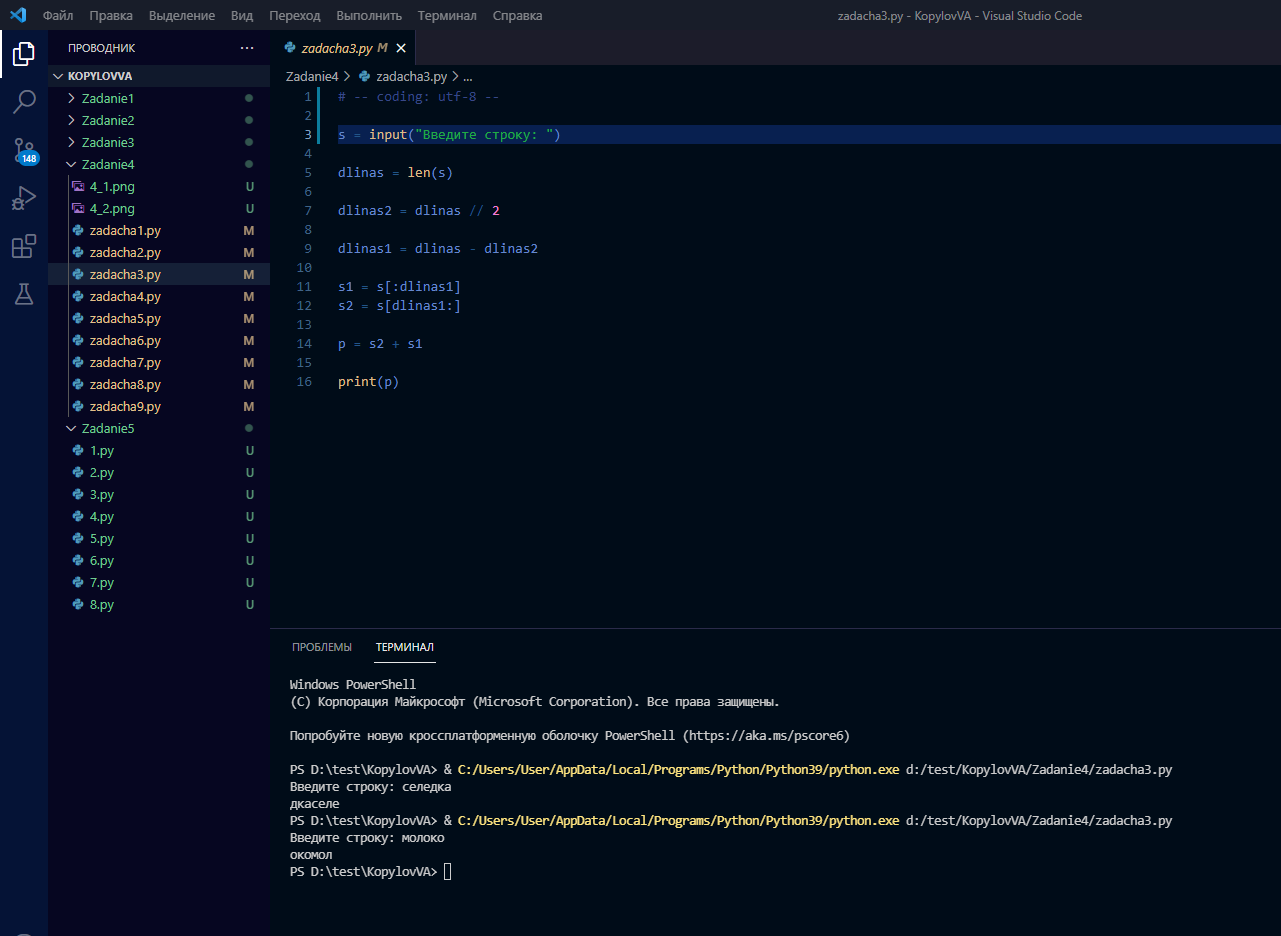 Файл Правка Выделение Вид Переход Выполнить Терминал Справка zadacha3.py - KopylovVA - Visual Studio Code
ПРОВОДНИК ...
KOPYLOVVA
Zadanie1
Zadanie2
Zadanie3
Zadanie4
4_1.png U
4_2.png U
zadacha1.py M
zadacha2.py M
zadacha3.py M
zadacha4.py M
zadacha5.py M
zadacha6.py M
zadacha7.py M
zadacha8.py M
zadacha9.py M
Zadanie5
1.py U
2.py U
3.py U
4.py U
5.py U
6.py U
7.py U
8.py U
148
zadacha3.py M
Zadanie4 > zadacha3.py > ...
1 # -- coding: utf-8 --
2
3 s = input("Введите строку: ")
4
5 dlinas = len(s)
6
7 dlinas2 = dlinas // 2
8
9 dlinas1 = dlinas - dlinas2
10
11 s1 = s[:dlinas1]
12 s2 = s[dlinas1:]
13
14 p = s2 + s1
15
16 print(p)
ПРОБЛЕМЫ ТЕРМИНАЛ
Windows PowerShell
(C) Корпорация Майкрософт (Microsoft Corporation). Все права защищены.
Попробуйте новую кроссплатформенную оболочку PowerShell (https://aka.ms/pscore6)
PS D:\test\KopylovVA> & C:/Users/User/AppData/Local/Programs/Python/Python39/python.exe d:/test/KopylovVA/Zadanie4/zadacha3.py
Введите строку: селедка
дкаселе
PS D:\test\KopylovVA> & C:/Users/User/AppData/Local/Programs/Python/Python39/python.exe d:/test/KopylovVA/Zadanie4/zadacha3.py
Введите строку: молоко
окомол
PS D:\test\KopylovVA>